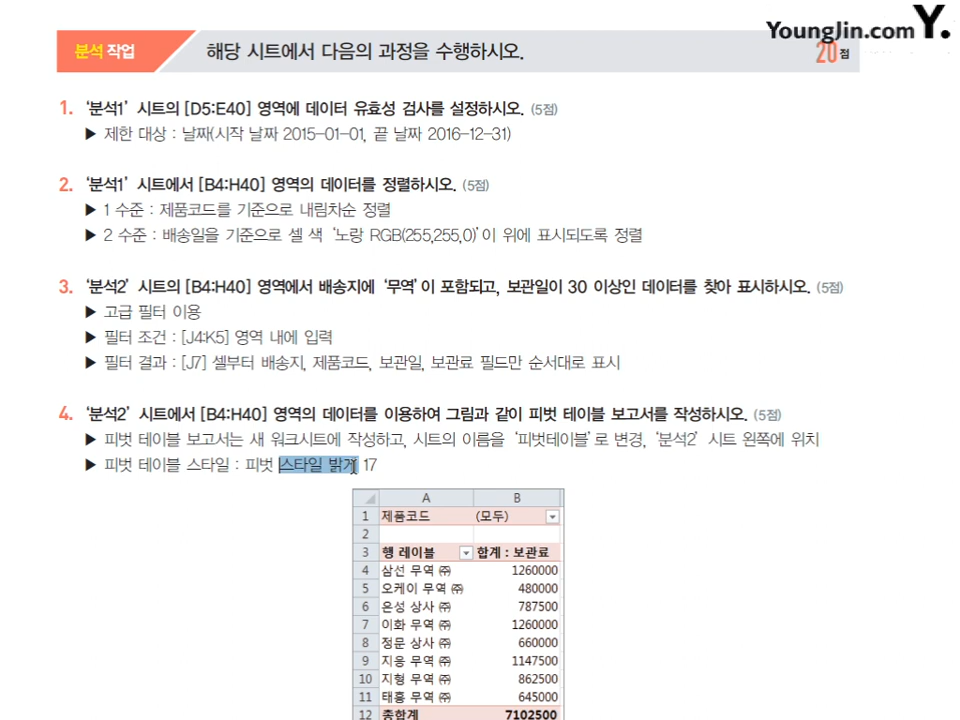 YoungJin.com Y.
분석 작업 해당 시트에서 다음의 과정을 수행하시오. 20점
1. ‘분석1’ 시트의 [D5:E40] 영역에 데이터 유효성 검사를 설정하시오. (5점)
▶ 제한 대상 : 날짜(시작 날짜 2015-01-01, 끝 날짜 2016-12-31)
2. ‘분석1’ 시트에서 [B4:H40] 영역의 데이터를 정렬하시오. (5점)
▶ 1 수준 : 제품코드를 기준으로 내림차순 정렬
▶ 2 수준 : 배송일을 기준으로 셀 색 ‘노랑 RGB(255,255,0)’이 위에 표시되도록 정렬
3. ‘분석2’ 시트의 [B4:H40] 영역에서 배송지에 ‘무역’이 포함되고, 보관일이 30 이상인 데이터를 찾아 표시하시오. (5점)
▶ 고급 필터 이용
▶ 필터 조건 : [J4:K5] 영역 내에 입력
▶ 필터 결과 : [J7] 셀부터 배송지, 제품코드, 보관일, 보관료 필드만 순서대로 표시
4. ‘분석2’ 시트에서 [B4:H40] 영역의 데이터를 이용하여 그림과 같이 피벗 테이블 보고서를 작성하시오. (5점)
▶ 피벗 테이블 보고서는 새 워크시트에 작성하고, 시트의 이름을 ‘피벗테이블’로 변경, ‘분석2’ 시트 왼쪽에 위치
▶ 피벗 테이블 스타일 : 피벗 스타일 밝게 17
A B
1 제품코드 (모두)
2
3 행 레이블 합계 : 보관료
4 삼선 무역 ㈜ 1260000
5 오케이 무역 ㈜ 480000
6 은성 상사 ㈜ 787500
7 이화 무역 ㈜ 1260000
8 정문 상사 ㈜ 660000
9 지웅 무역 ㈜ 1147500
10 지형 무역 ㈜ 862500
11 태흥 무역 ㈜ 645000
12 총합계 7102500